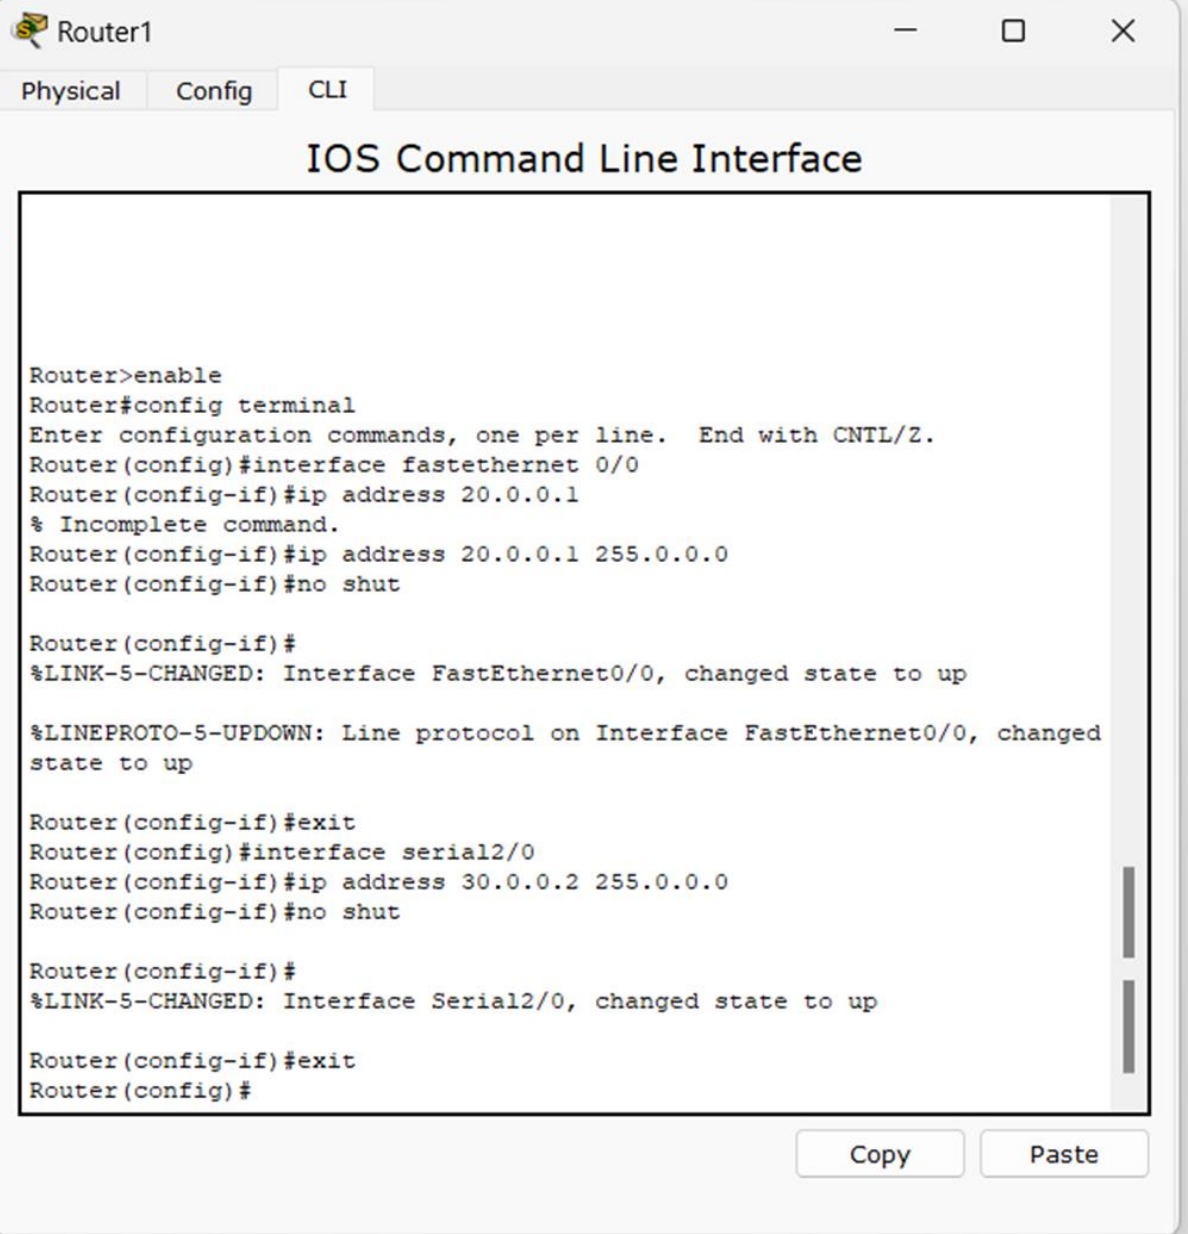 Router1
Physical Config CLI
IOS Command Line Interface
Router>enable
Router#config terminal
Enter configuration commands, one per line.  End with CNTL/Z.
Router(config)#interface fastethernet 0/0
Router(config-if)#ip address 20.0.0.1
% Incomplete command.
Router(config-if)#ip address 20.0.0.1 255.0.0.0
Router(config-if)#no shut
Router(config-if)#
%LINK-5-CHANGED: Interface FastEthernet0/0, changed state to up
%LINEPROTO-5-UPDOWN: Line protocol on Interface FastEthernet0/0, changed
state to up
Router(config-if)#exit
Router(config)#interface serial2/0
Router(config-if)#ip address 30.0.0.2 255.0.0.0
Router(config-if)#no shut
Router(config-if)#
%LINK-5-CHANGED: Interface Serial2/0, changed state to up
Router(config-if)#exit
Router(config)#
Copy Paste